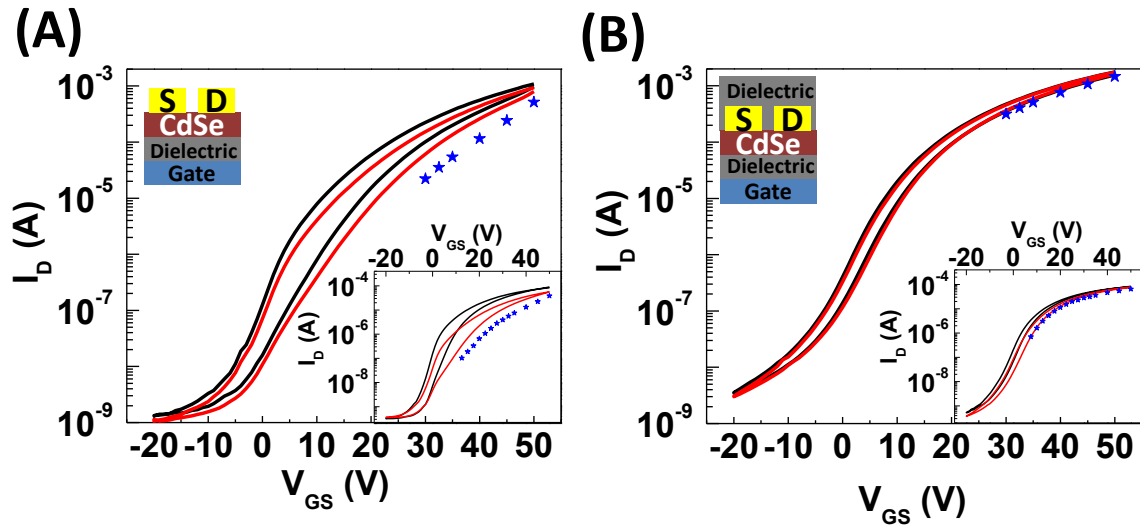 (A)
10⁻³
10⁻⁵
10⁻⁷
10⁻⁹
I_D (A)
S D
CdSe
Dielectric
Gate
V_GS (V)
-20 0 20 40
10⁻⁴
10⁻⁶
10⁻⁸
I_D (A)
-20 -10 0 10 20 30 40 50
V_GS (V)
(B)
10⁻³
10⁻⁵
10⁻⁷
10⁻⁹
I_D (A)
Dielectric
S D
CdSe
Dielectric
Gate
V_GS (V)
-20 0 20 40
10⁻⁴
10⁻⁶
10⁻⁸
I_D (A)
-20 -10 0 10 20 30 40 50
V_GS (V)